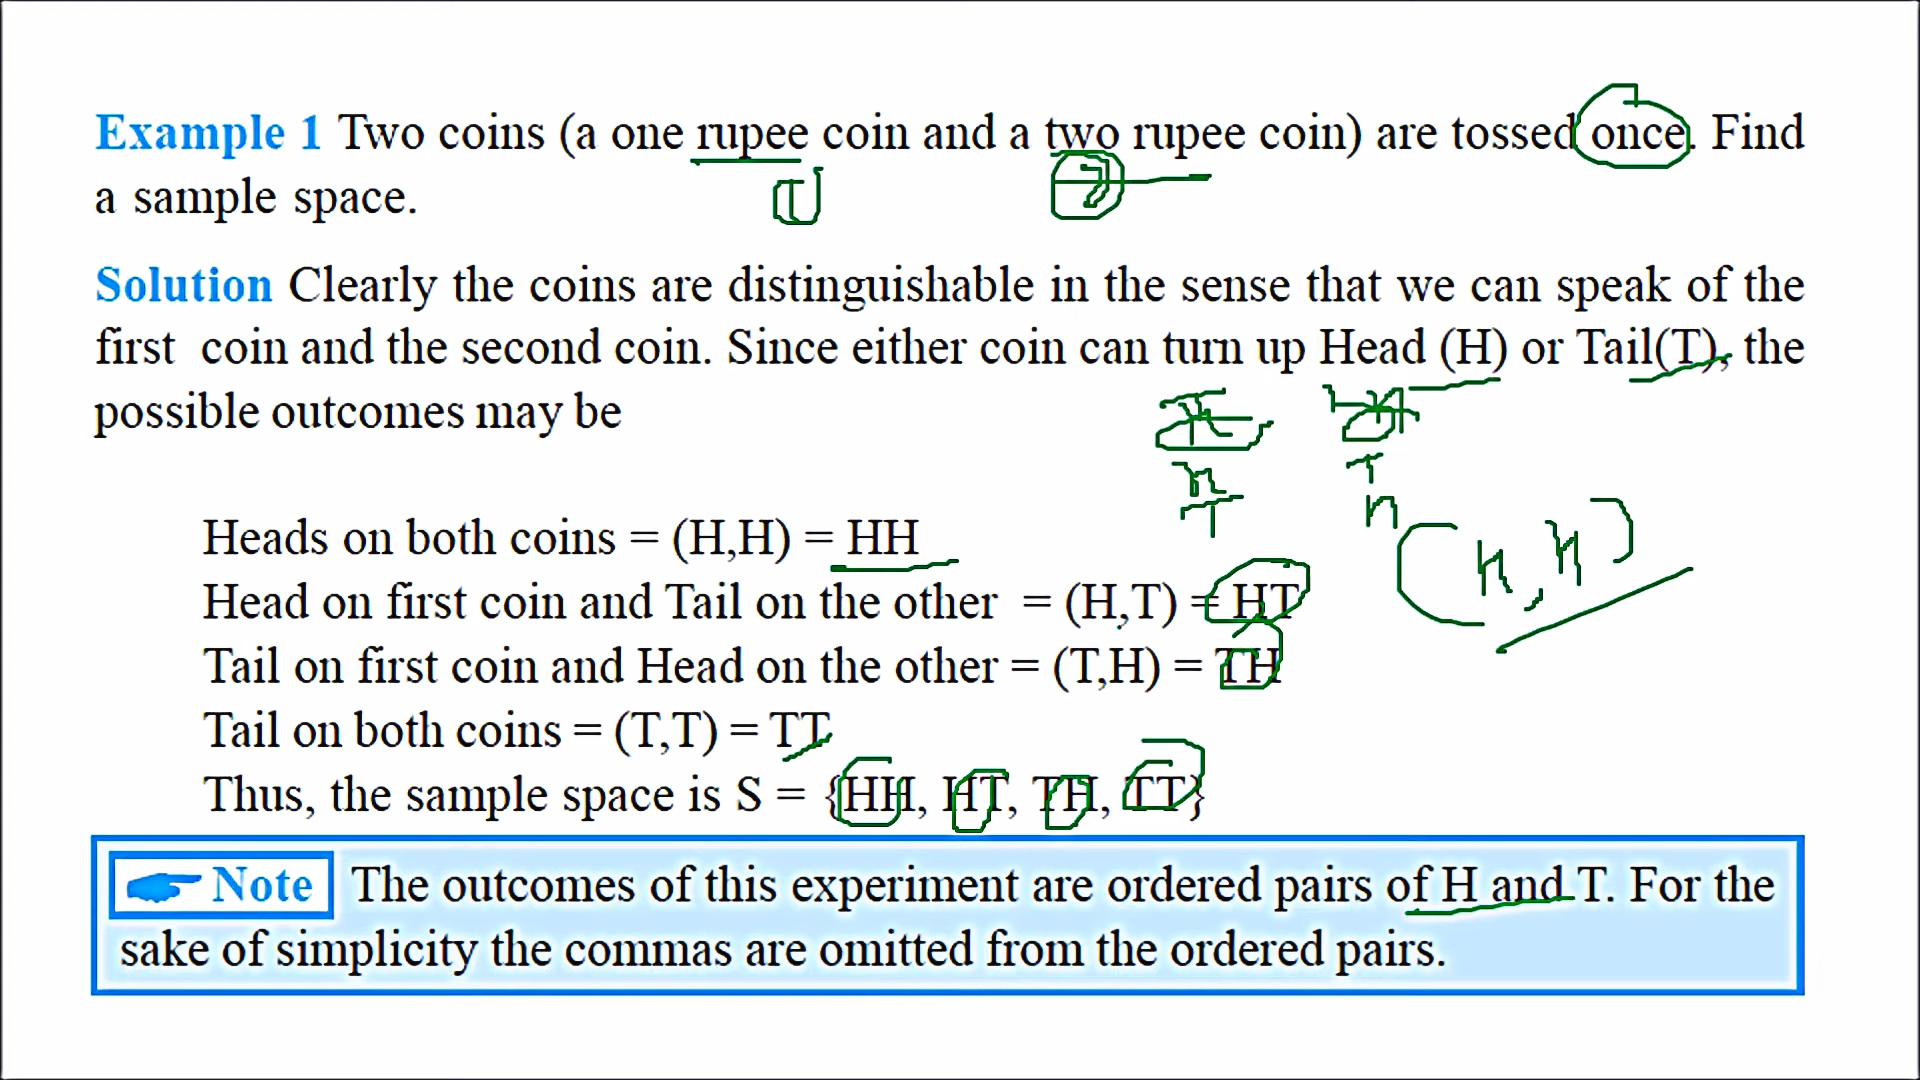 Example 1 Two coins (a one rupee coin and a two rupee coin) are tossed once. Find
a sample space.
Solution Clearly the coins are distinguishable in the sense that we can speak of the
first coin and the second coin. Since either coin can turn up Head (H) or Tail(T), the
possible outcomes may be
Heads on both coins = (H,H) = HH
(H,H)
Head on first coin and Tail on the other = (H,T) = HT
Tail on first coin and Head on the other = (T,H) = TH
Tail on both coins = (T,T) = TT
Thus, the sample space is S = {HH, HT, TH, TT}
Note The outcomes of this experiment are ordered pairs of H and T. For the
sake of simplicity the commas are omitted from the ordered pairs.